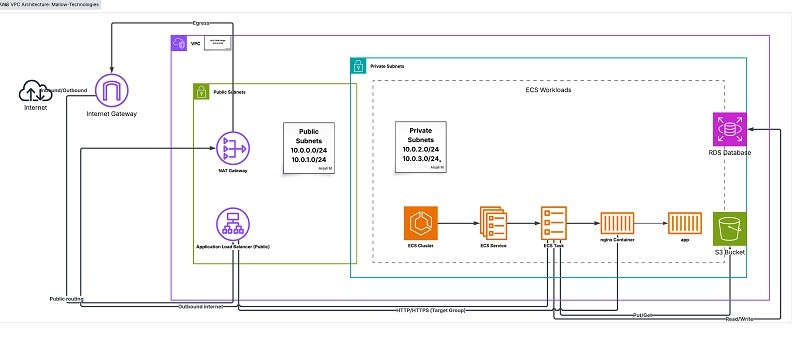 AWS VPC Architecture: Mallow-Technologies
Egress
VPC
Private Subnets
ECS Workloads
Public Subnets
Inbound/Outbound
Internet
Internet Gateway
Public
Subnets
10.0.0.0/24
10.0.1.0/24
Anjali M
Private
Subnets
10.0.2.0/24
10.0.3.0/24,
Anjali M
RDS Database
NAT Gateway
Application Load Balancer (Public)
ECS Cluster
ECS Service
ECS Task
nginx Container
app
S3 Bucket
Public routing
Outbound internet
HTTP/HTTPS (Target Group)
Put/Get
Read/Write